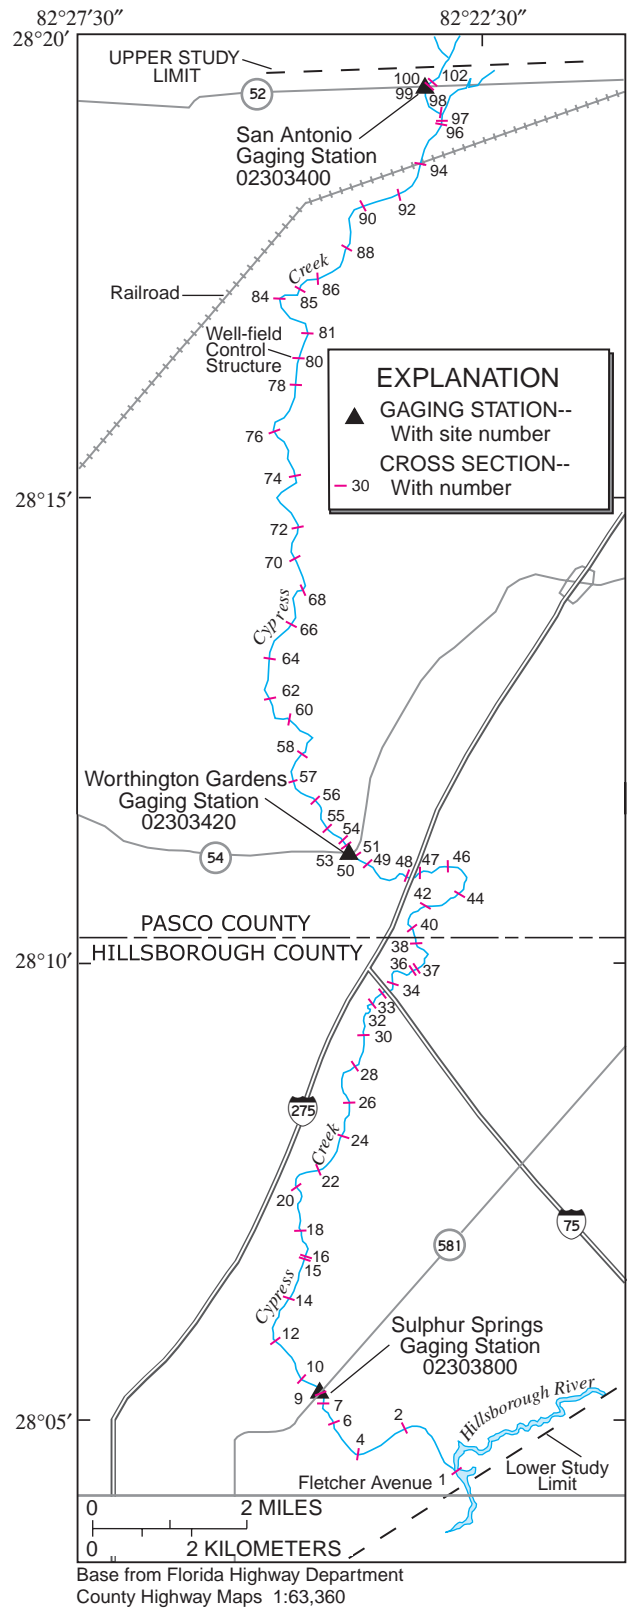 82°27′30″
82°22′30″
28°20′
UPPER STUDY
LIMIT
52
100
102
99
98
97
96
San Antonio
Gaging Station
02303400
94
92
90
88
Creek
86
85
84
Railroad
81
Well-field
Control
Structure
80
78
EXPLANATION
GAGING STATION--
With site number
CROSS SECTION--
30 With number
76
74
28°15′
72
70
68
Cypress
66
64
62
60
58
57
Worthington Gardens
Gaging Station
02303420
56
55
54
51
53
50
49
48
47
46
44
42
54
40
PASCO COUNTY
HILLSBOROUGH COUNTY
38
28°10′
36
37
34
33
32
30
28
26
275
24
Creek
22
20
18
75
581
16
15
Cypress
14
12
Sulphur Springs
Gaging Station
02303800
10
9
7
6
28°05′
4
2
Hillsborough River
1
Lower Study
Limit
Fletcher Avenue
0 2 MILES
0 2 KILOMETERS
Base from Florida Highway Department
County Highway Maps 1:63,360